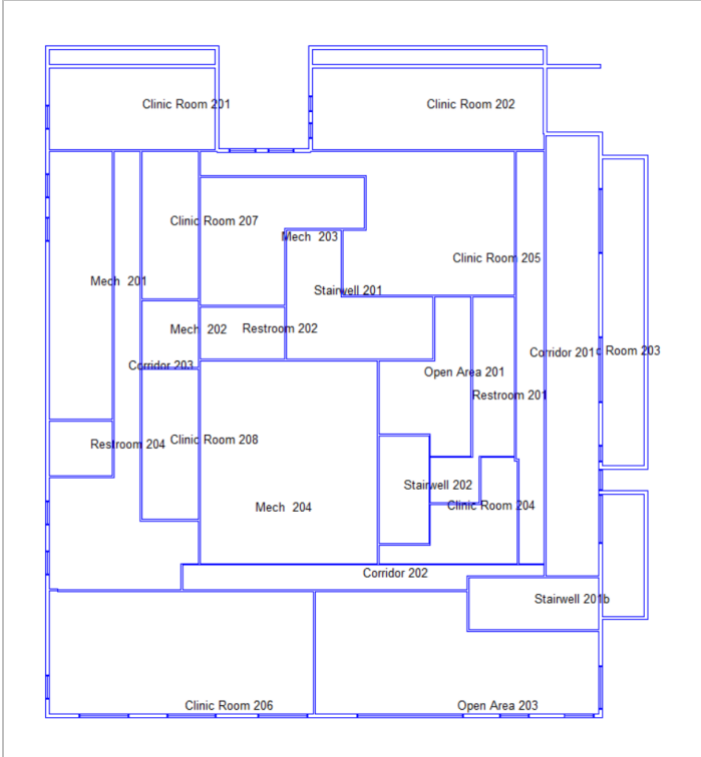 Clinic Room 201
Clinic Room 202
Clinic Room 207
Mech  203
Clinic Room 205
Mech  201
Stairwell 201
Mech  202
Restroom 202
Corridor 201
c Room 203
Corridor 203
Open Area 201
Restroom 201
Restroom 204
Clinic Room 208
Stairwell 202
Mech  204
Clinic Room 204
Corridor 202
Stairwell 201b
Clinic Room 206
Open Area 203